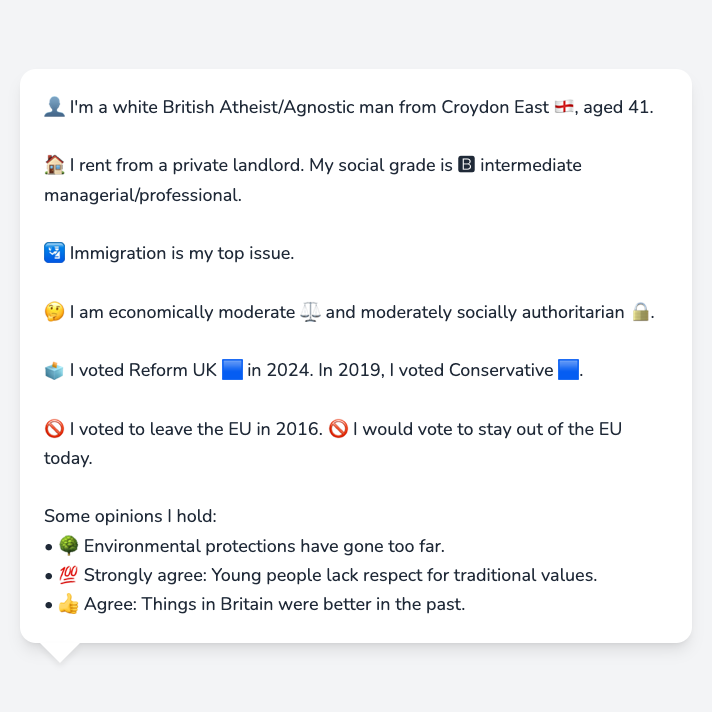 👤 I'm a white British Atheist/Agnostic man from Croydon East 🏴󠁧󠁢󠁥󠁮󠁧󠁿, aged 41.
🏠 I rent from a private landlord. My social grade is 🅱 intermediate
managerial/professional.
🛂 Immigration is my top issue.
🤔 I am economically moderate ⚖️ and moderately socially authoritarian 🔒.
🗳️ I voted Reform UK 🟦 in 2024. In 2019, I voted Conservative 🟦.
🚫 I voted to leave the EU in 2016. 🚫 I would vote to stay out of the EU
today.
Some opinions I hold:
• 🌳 Environmental protections have gone too far.
• 💯 Strongly agree: Young people lack respect for traditional values.
• 👍 Agree: Things in Britain were better in the past.